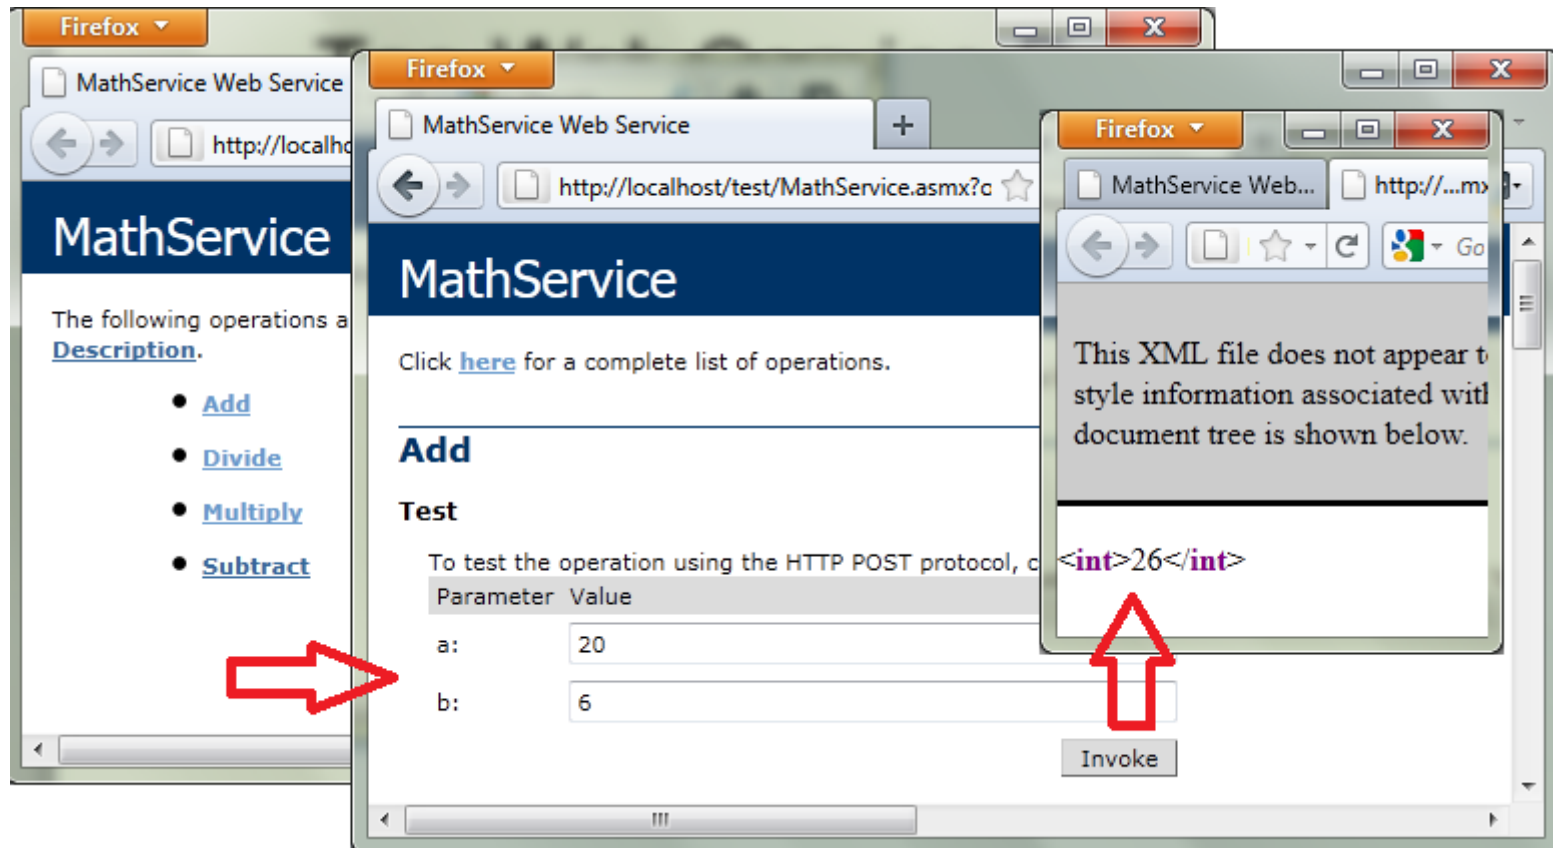 Firefox
MathService Web Service
http://localho
MathService
The following operations a
Description.
Add
Divide
Multiply
Subtract
Firefox
MathService Web Service
http://localhost/test/MathService.asmx?o
MathService
Click here for a complete list of operations.
Add
Test
To test the operation using the HTTP POST protocol, c
Parameter Value
a: 20
b: 6
Invoke
Firefox
MathService Web... http://...mx
Go
This XML file does not appear t
style information associated with
document tree is shown below.
<int>26</int>